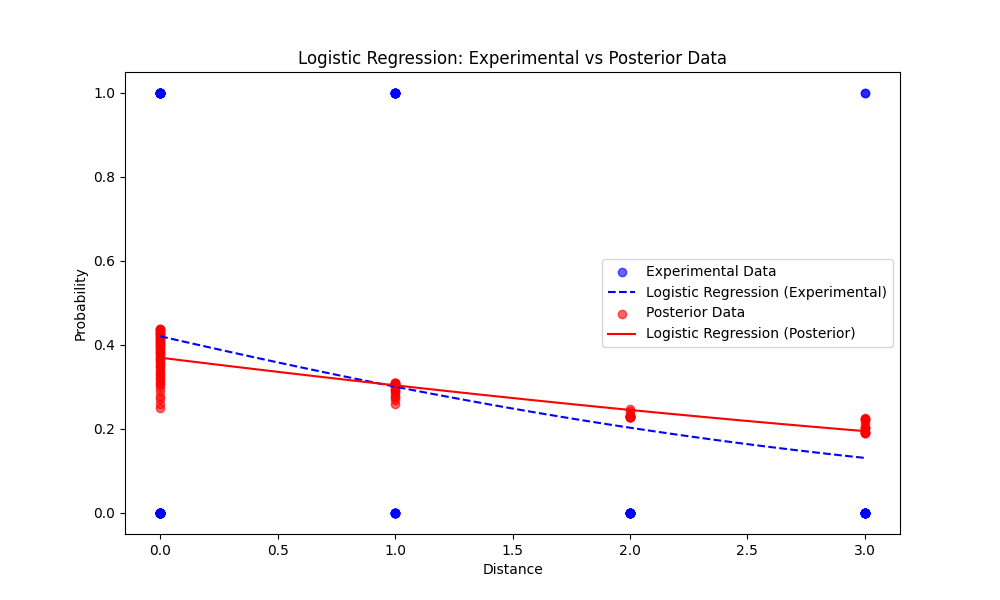 Logistic Regression: Experimental vs Posterior Data
Probability
1.0
0.8
0.6
0.4
0.2
0.0
Experimental Data
Logistic Regression (Experimental)
Posterior Data
Logistic Regression (Posterior)
0.0 0.5 1.0 1.5 2.0 2.5 3.0
Distance